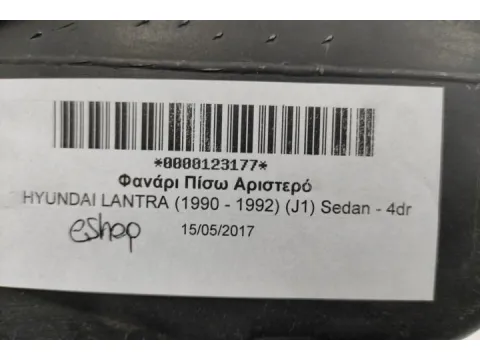 *0000123177*
Φανάρι Πίσω Αριστερό
HYUNDAI LANTRA (1990 - 1992) (J1) Sedan - 4dr
eshop 15/05/2017